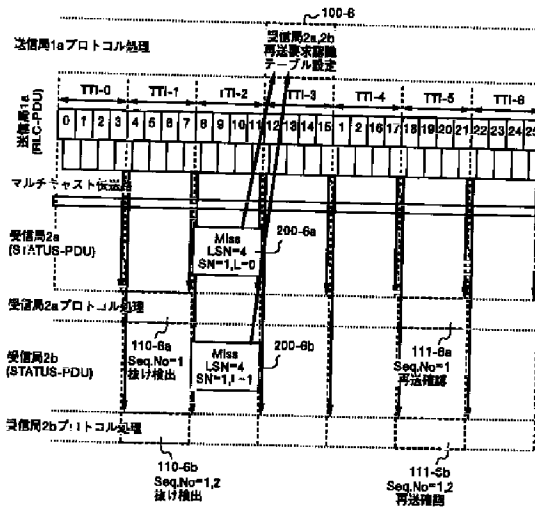 100-6
送信局1aプロトコル処理
受信局2a,2b
再送要求認識
テーブル設定
TTI-0 TTI-1 TTI-2 TTI-3 TTI-4 TTI-5 TTI-6
送信局1a
(RLC-PDU)
0 1 2 3 4 5 6 7 8 9 10 11 12 13 14 15 1 2 16 17 18 19 20 21 22 23 24 25
マルチキャスト伝送路
受信局2a
(STATUS-PDU)
Miss
LSN=4
SN=1,L=0
200-6a
受信局2aプロトコル処理
110-6a
Seq.No=1
抜け検出
111-6a
Seq.No=1
再送確認
受信局2b
(STATUS-PDU)
Miss
LSN=4
SN=1,L=1
200-6b
受信局2bプロトコル処理
110-6b
Seq.No=1,2
抜け検出
111-6b
Seq.No=1,2
再送確認